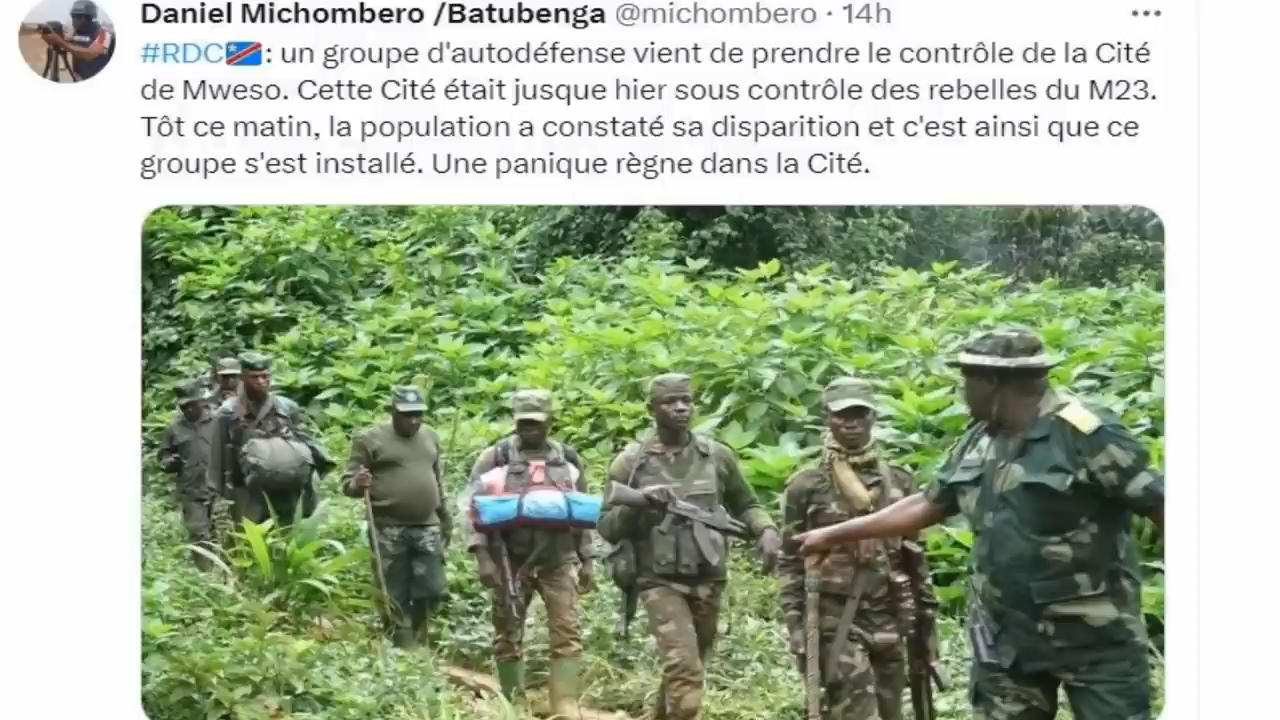 Daniel Michombero /Batubenga @michombero · 14h
#RDC🇨🇩: un groupe d'autodéfense vient de prendre le contrôle de la Cité
de Mweso. Cette Cité était jusque hier sous contrôle des rebelles du M23.
Tôt ce matin, la population a constaté sa disparition et c'est ainsi que ce
groupe s'est installé. Une panique règne dans la Cité.